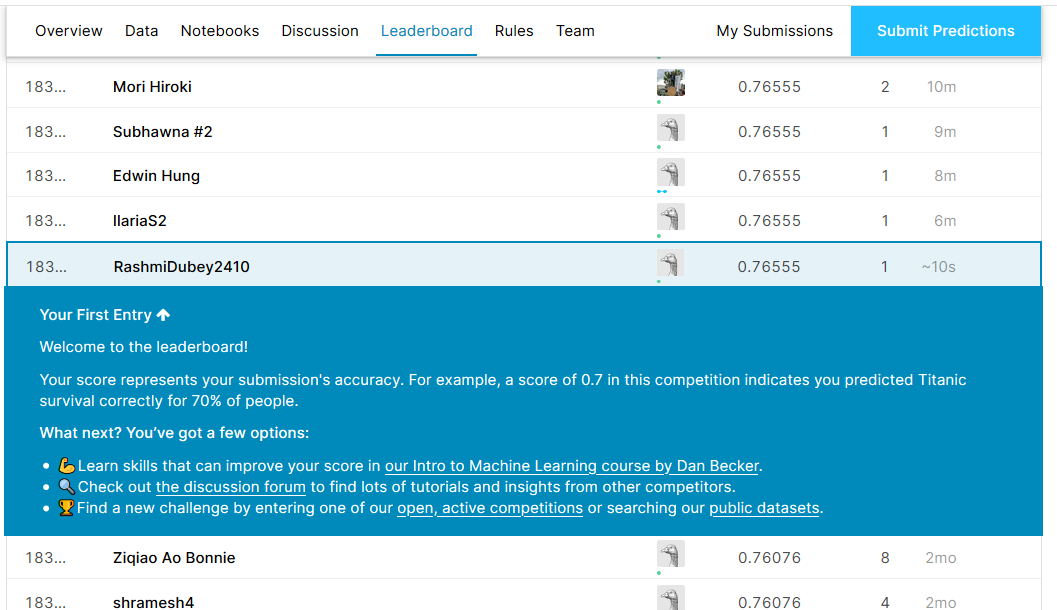 Overview Data Notebooks Discussion Leaderboard Rules Team My Submissions Submit Predictions
183... Mori Hiroki 0.76555 2 10m
183... Subhawna #2 0.76555 1 9m
183... Edwin Hung 0.76555 1 8m
183... IlariaS2 0.76555 1 6m
183... RashmiDubey2410 0.76555 1 ~10s
Your First Entry
Welcome to the leaderboard!
Your score represents your submission's accuracy. For example, a score of 0.7 in this competition indicates you predicted Titanic
survival correctly for 70% of people.
What next? You’ve got a few options:
• 💪Learn skills that can improve your score in our Intro to Machine Learning course by Dan Becker.
• 🔍Check out the discussion forum to find lots of tutorials and insights from other competitors.
• 🏆Find a new challenge by entering one of our open, active competitions or searching our public datasets.
183... Ziqiao Ao Bonnie 0.76076 8 2mo
183... shramesh4 0.76076 4 2mo